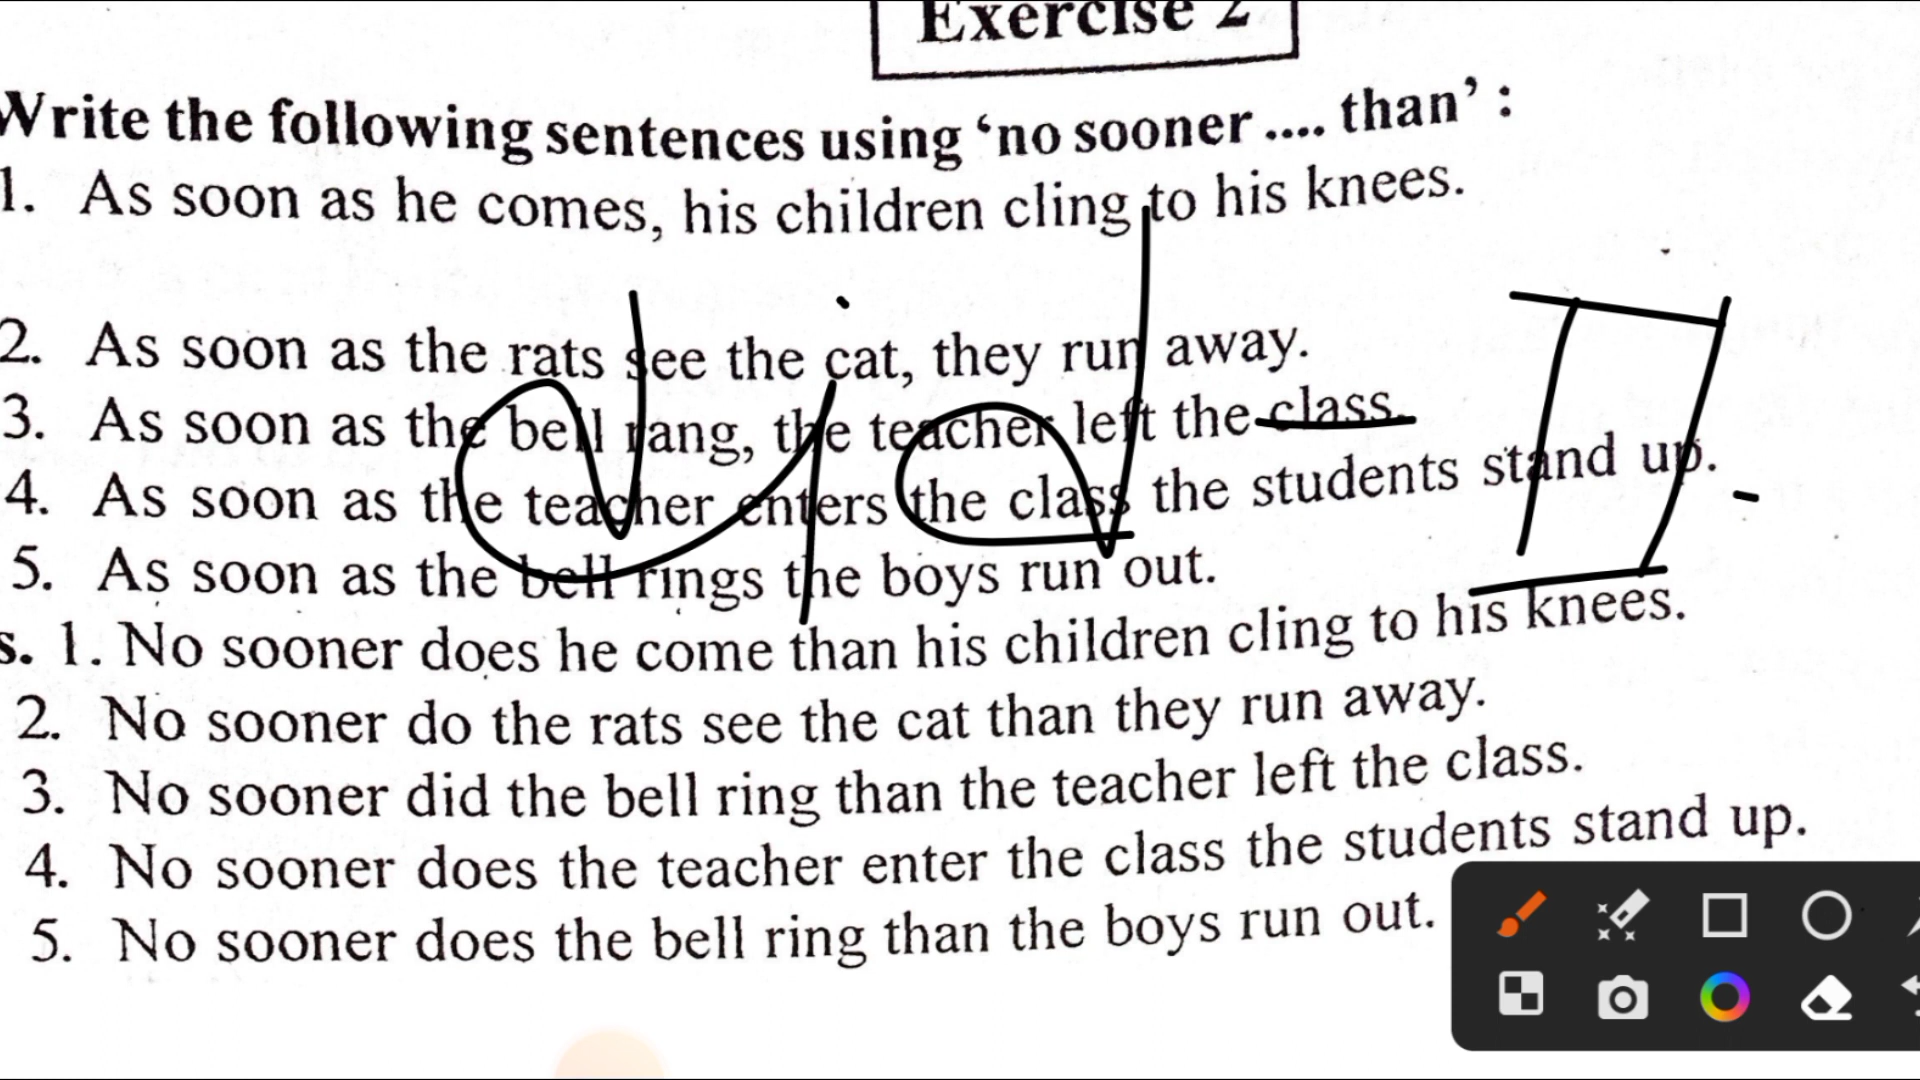 Exercise 2
Write the following sentences using ‘no sooner .... than’ :
1. As soon as he comes, his children cling to his knees.
2. As soon as the rats see the cat, they run away.
3. As soon as the bell rang, the teacher left the class.
4. As soon as the teacher enters the class the students stand up.
5. As soon as the bell rings the boys run out.
s. 1. No sooner does he come than his children cling to his knees.
2. No sooner do the rats see the cat than they run away.
3. No sooner did the bell ring than the teacher left the class.
4. No sooner does the teacher enter the class the students stand up.
5. No sooner does the bell ring than the boys run out.